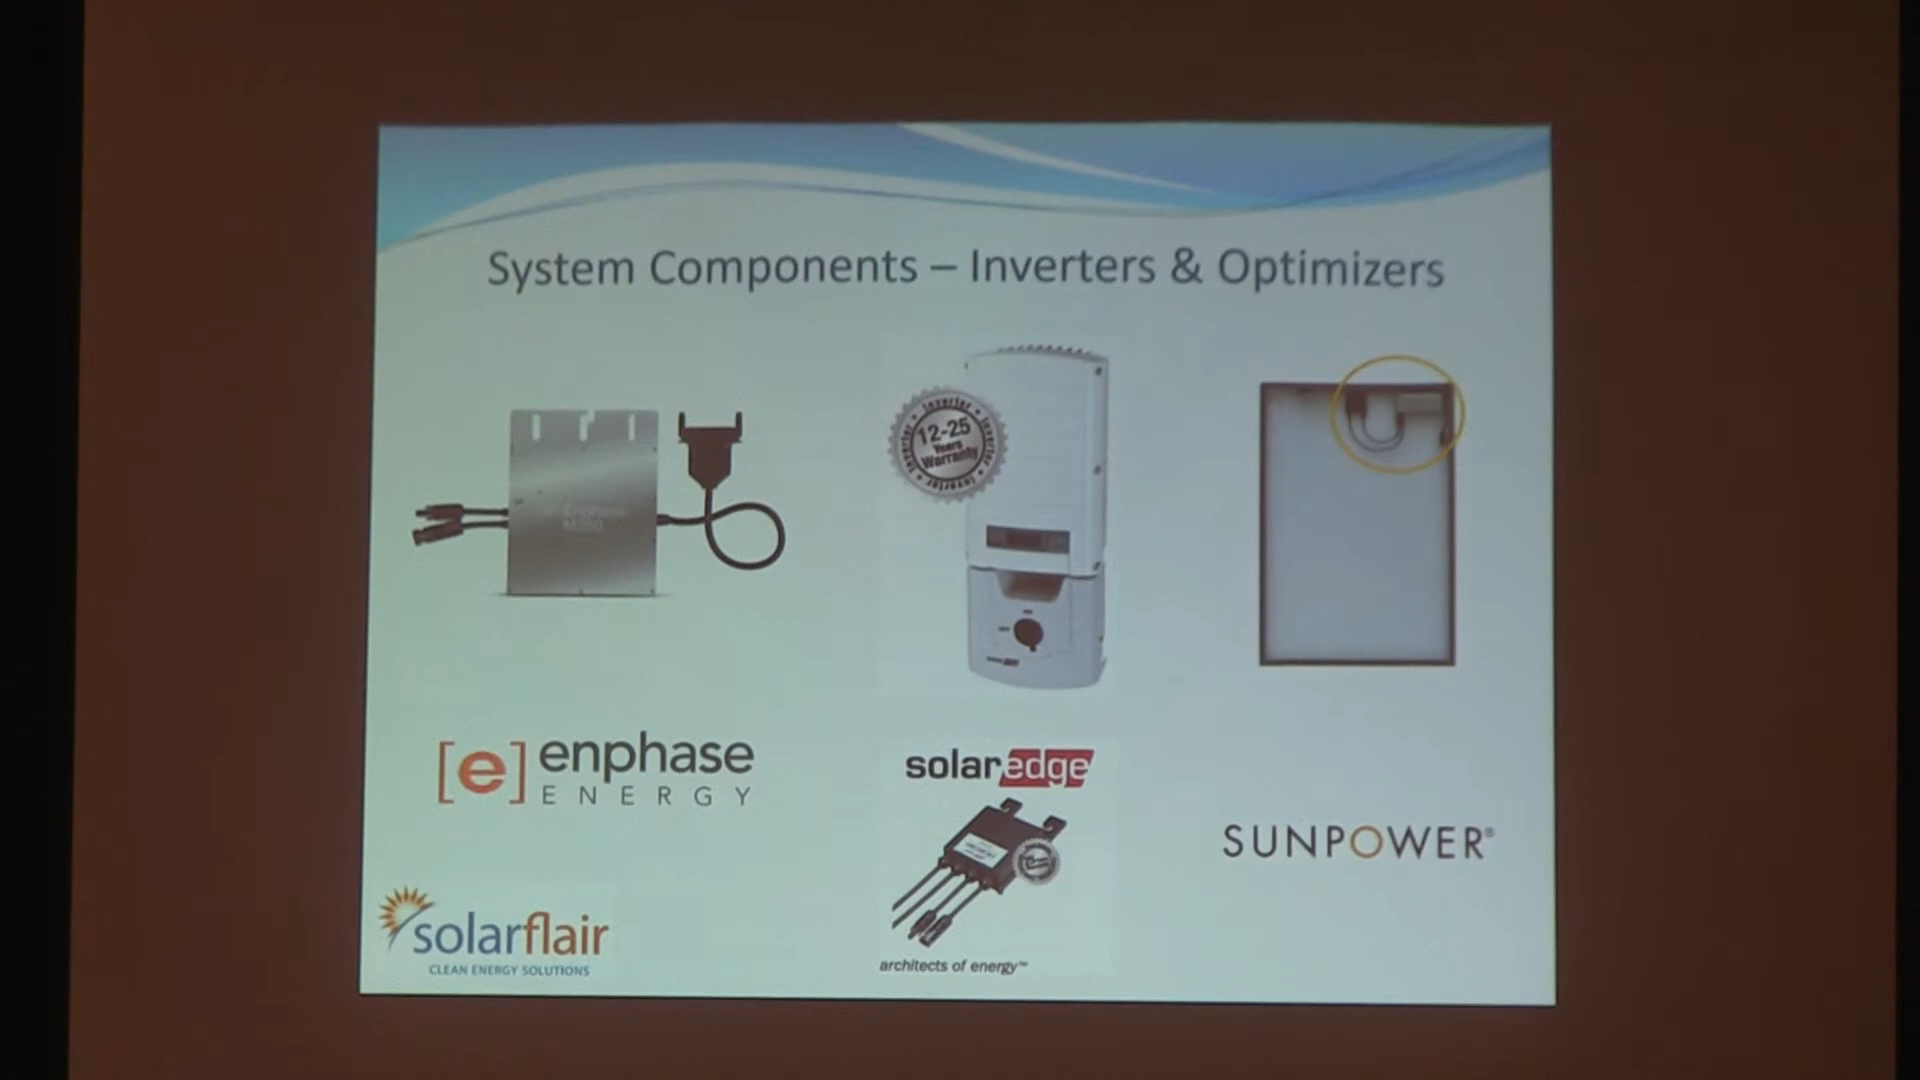 System Components – Inverters & Optimizers
inverter
12-25
Years
Warranty
[e] enphase
ENERGY
solaredge
architects of energy™
SUNPOWER®
solarflair
CLEAN ENERGY SOLUTIONS